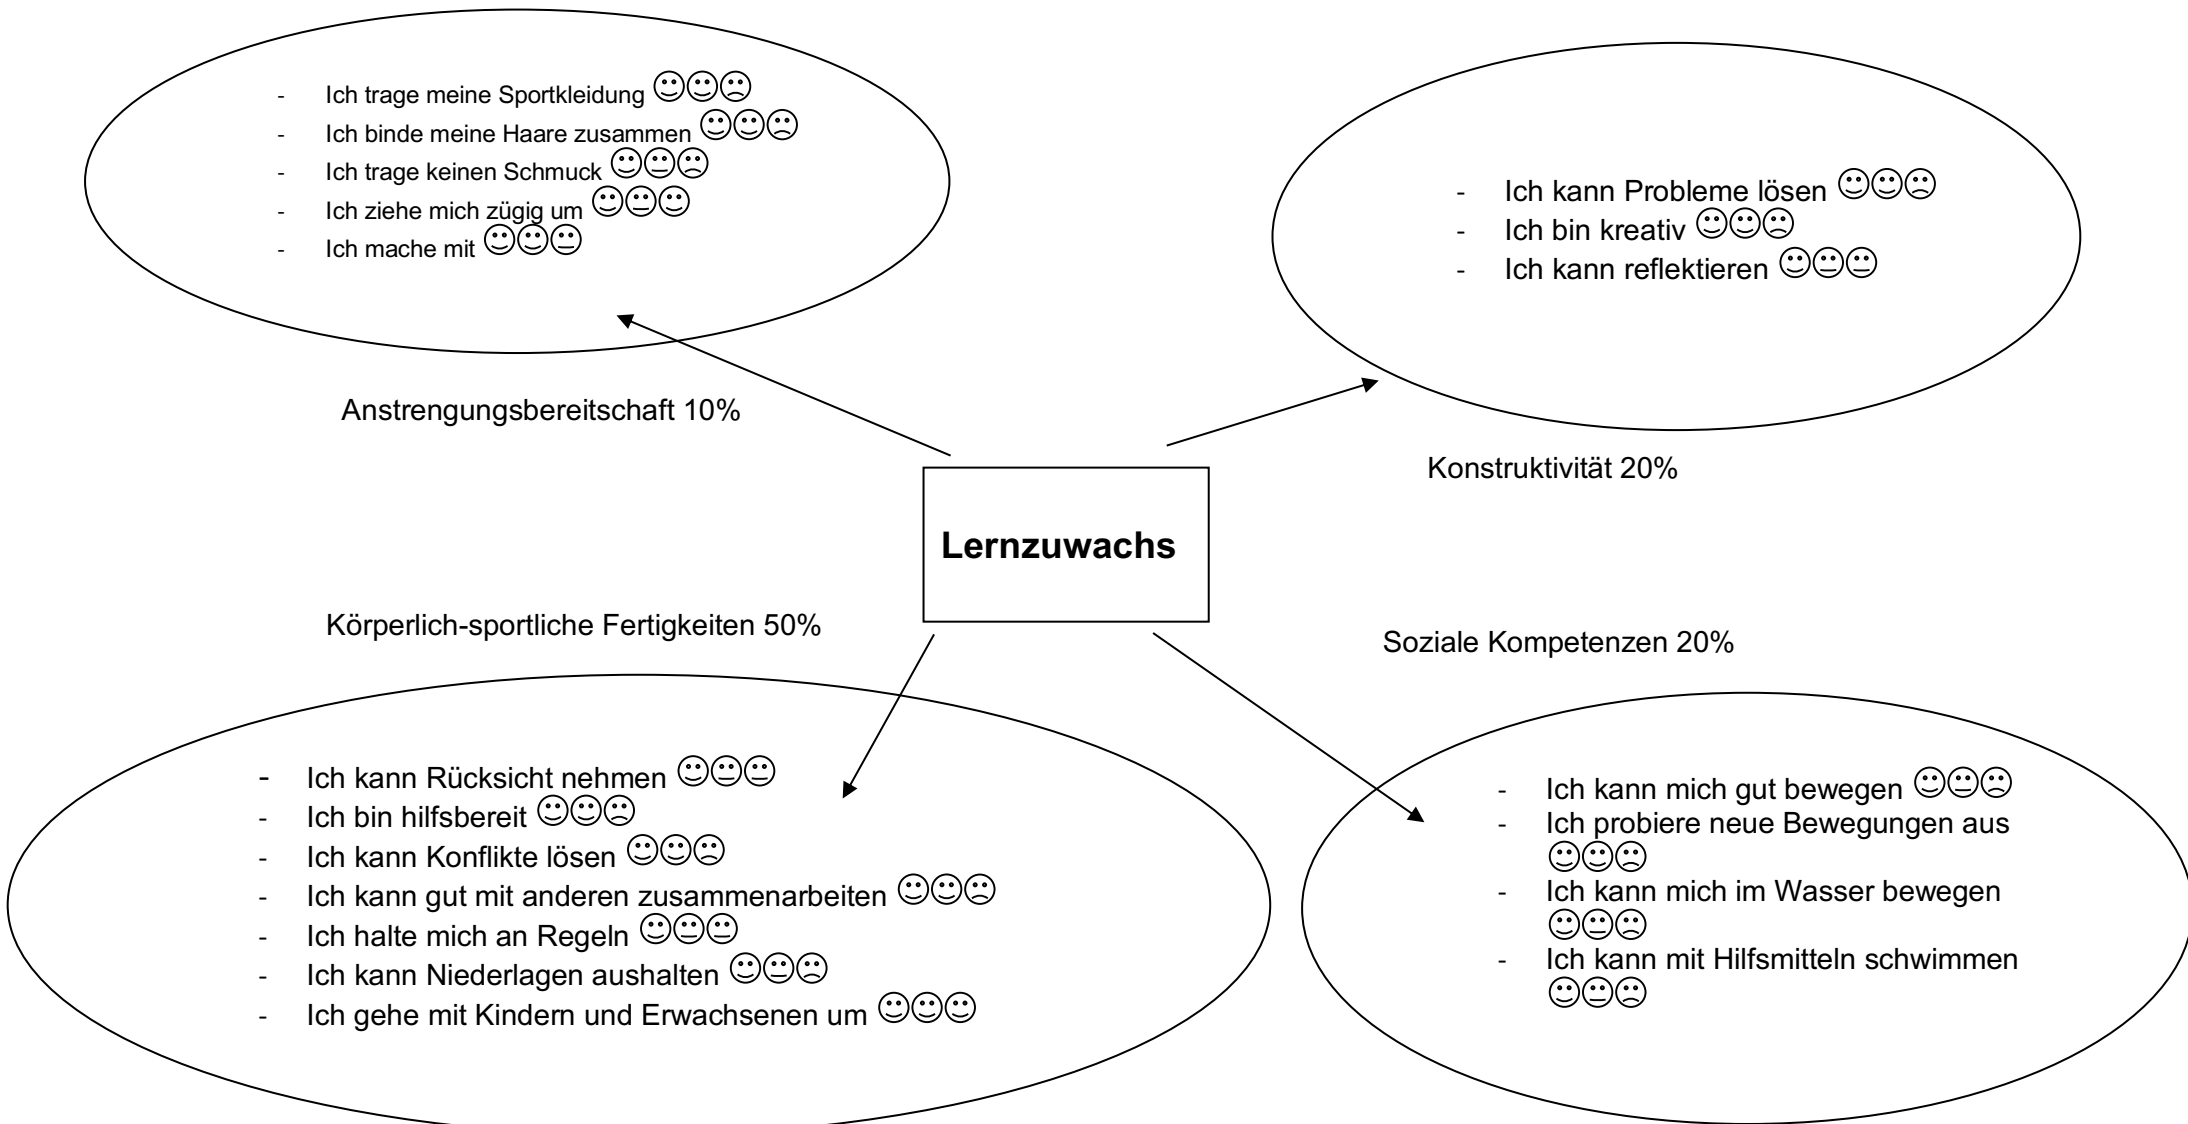 - Ich trage meine Sportkleidung ☺☺☹
- Ich binde meine Haare zusammen ☺☺☹
- Ich trage keinen Schmuck ☺😐☹
- Ich ziehe mich zügig um ☺😐☺
- Ich mache mit ☺☺😐
Anstrengungsbereitschaft 10%
- Ich kann Probleme lösen ☺☺☹
- Ich bin kreativ ☺☺☹
- Ich kann reflektieren ☺😐😐
Konstruktivität 20%
Lernzuwachs
Körperlich-sportliche Fertigkeiten 50%
- Ich kann Rücksicht nehmen ☺😐😐
- Ich bin hilfsbereit ☺☺☹
- Ich kann Konflikte lösen ☺☺☹
- Ich kann gut mit anderen zusammenarbeiten ☺☺☹
- Ich halte mich an Regeln ☺😐😐
- Ich kann Niederlagen aushalten ☺😐☹
- Ich gehe mit Kindern und Erwachsenen um ☺☺☺
Soziale Kompetenzen 20%
- Ich kann mich gut bewegen ☺😐☹
- Ich probiere neue Bewegungen aus
☺☺☹
- Ich kann mich im Wasser bewegen
☺😐☹
- Ich kann mit Hilfsmitteln schwimmen
☺😐☹